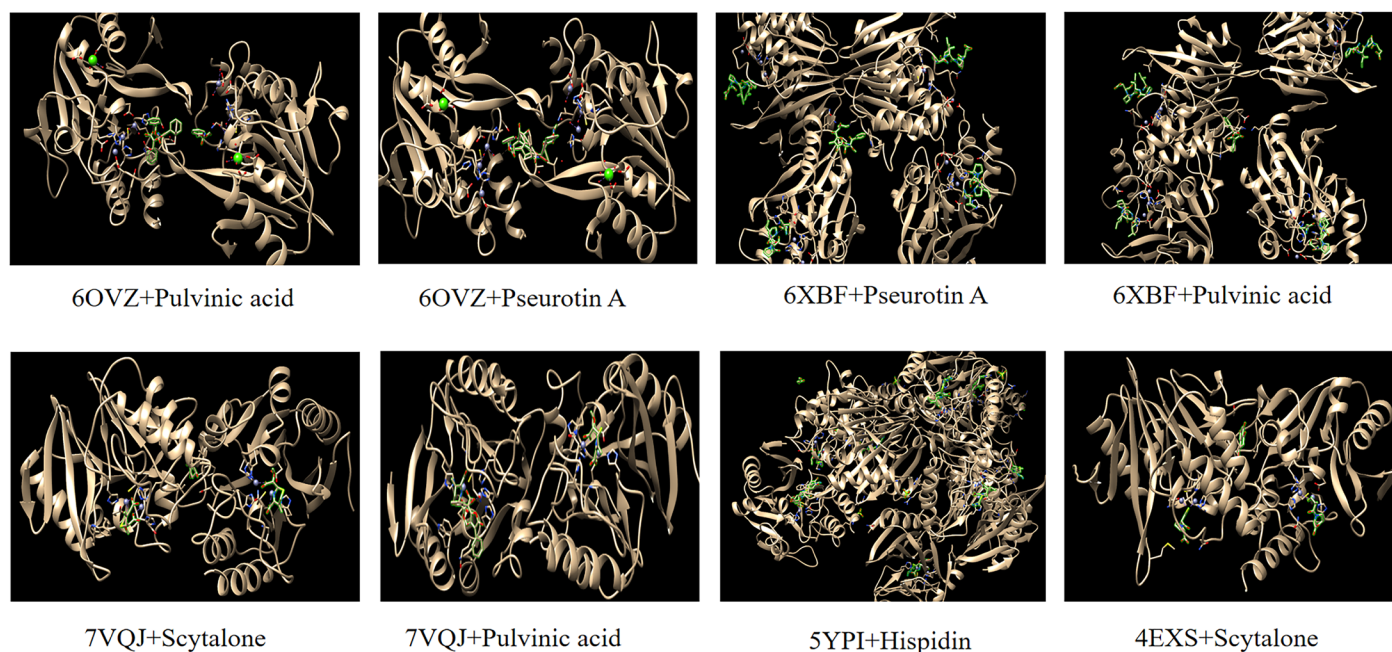 6OVZ+Pulvinic acid
6OVZ+Pseurotin A
6XBF+Pseurotin A
6XBF+Pulvinic acid
7VQJ+Scytalone
7VQJ+Pulvinic acid
5YPI+Hispidin
4EXS+Scytalone